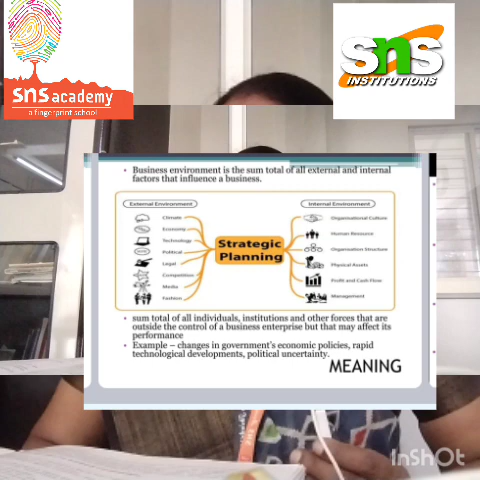 sns academy
a fingerprint school
SNS
INSTITUTIONS
• Business environment is the sum total of all external and internal
factors that influence a business.
External Environment
Internal Environment
Climate
Economy
Technology
Political
Legal
Competition
Media
Fashion
Strategic
Planning
Organisational Culture
Human Resource
Organisation Structure
Physical Assets
Profit and Cash Flow
Management
• sum total of all individuals, institutions and other forces that are
outside the control of a business enterprise but that may affect its
performance
• Example – changes in government's economic policies, rapid
technological developments, political uncertainty.
MEANING
InShOt